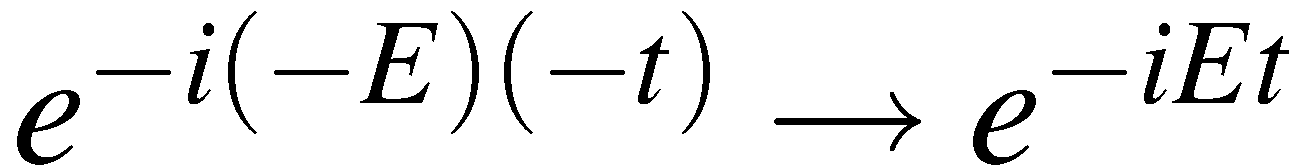 e^{-i(-E)(-t)} ⟶ e^{-iEt}